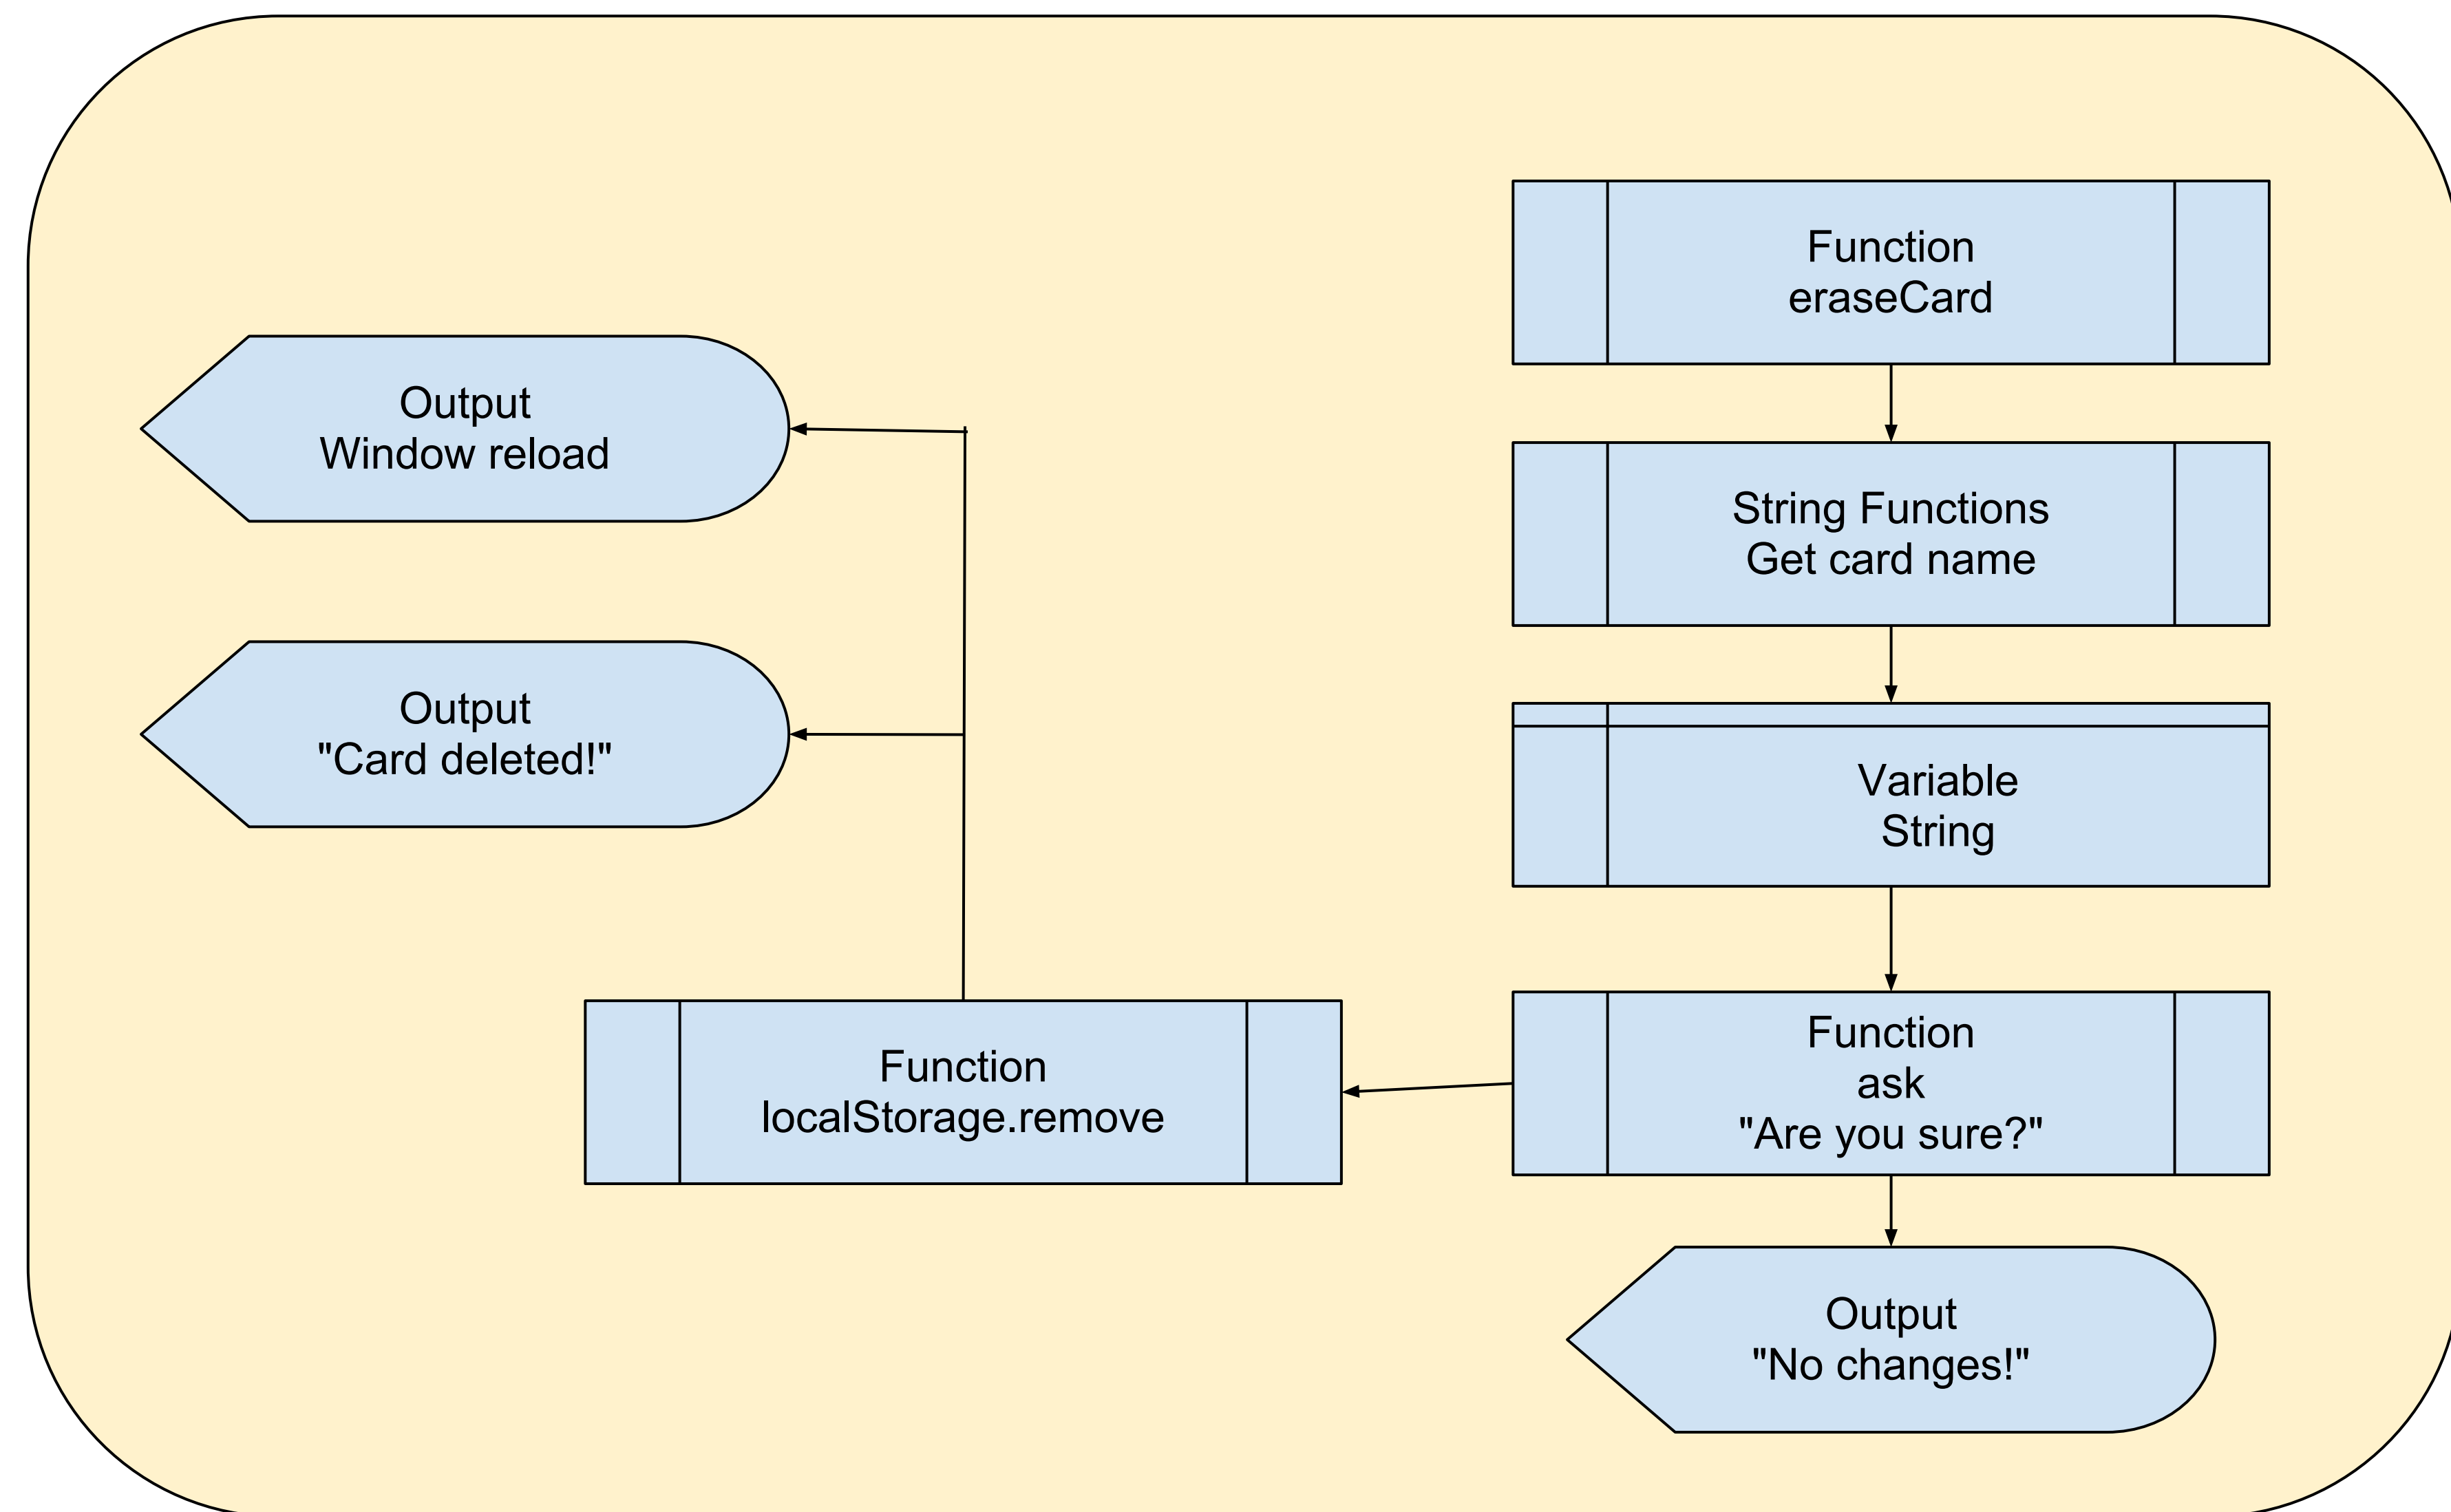 Function
eraseCard
String Functions
Get card name
Variable
String
Function
ask
"Are you sure?"
Output
"No changes!"
Function
localStorage.remove
Output
"Card deleted!"
Output
Window reload